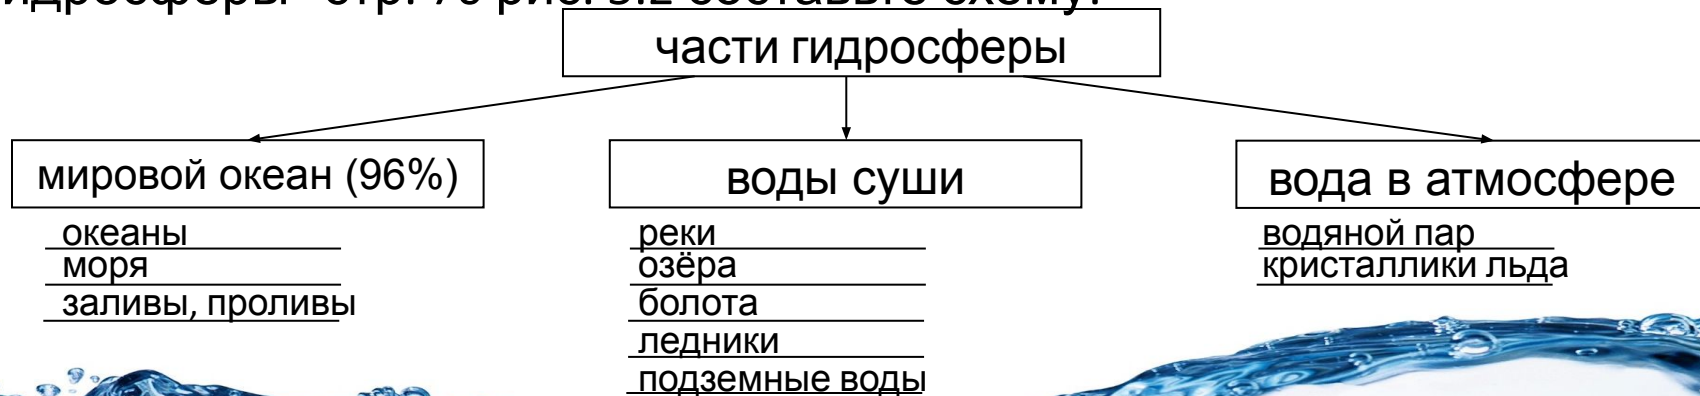 части гидросферы
мировой океан (96%)
воды суши
вода в атмосфере
океаны
моря
заливы, проливы
реки
озёра
болота
ледники
подземные воды
водяной пар
кристаллики льда